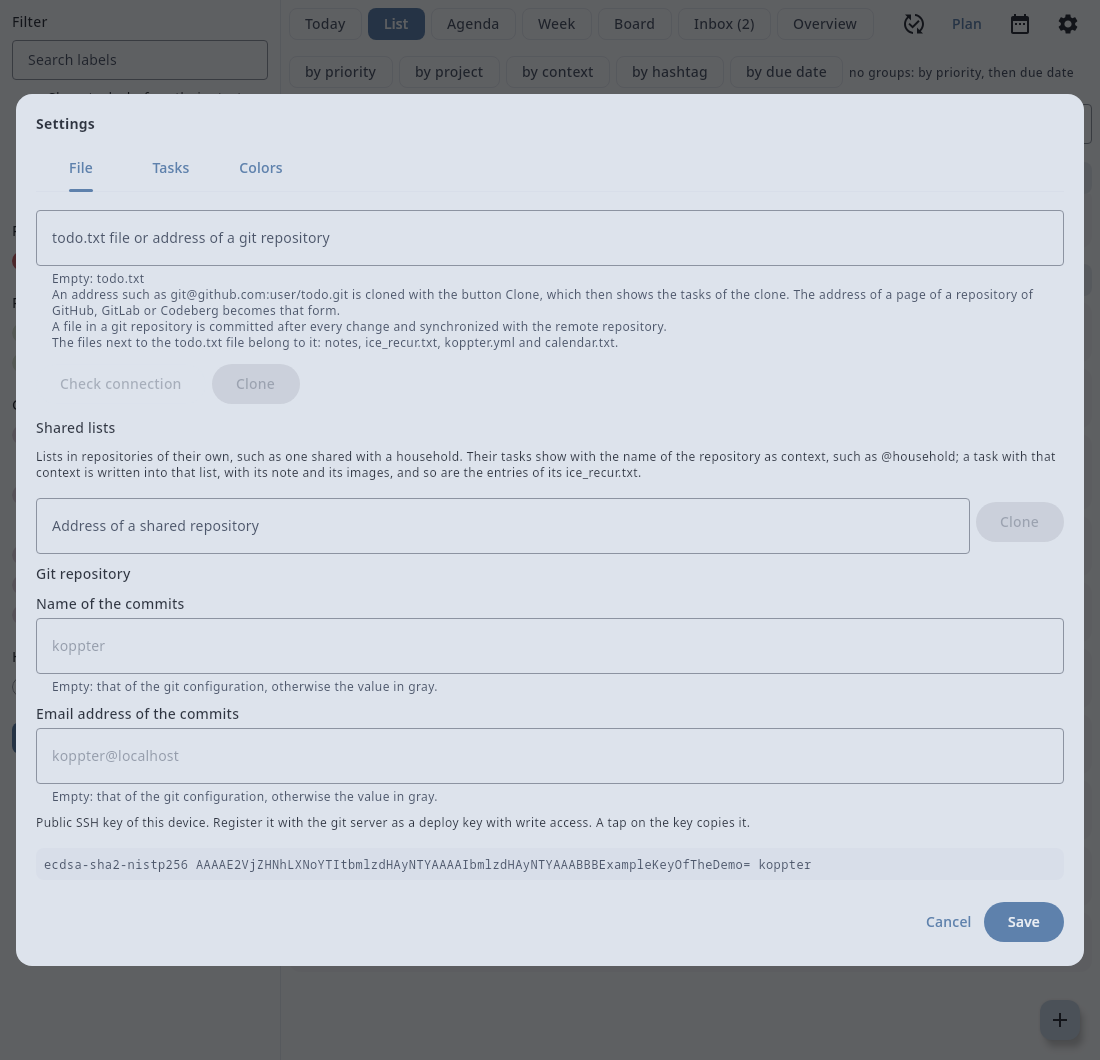 Filter
Today List Agenda Week Board Inbox (2) Overview Plan
Search labels
by priority by project by context by hashtag by due date no groups: by priority, then due date
Settings
File Tasks Colors
todo.txt file or address of a git repository
Empty: todo.txt
An address such as git@github.com:user/todo.git is cloned with the button Clone, which then shows the tasks of the clone. The address of a page of a repository of
GitHub, GitLab or Codeberg becomes that form.
A file in a git repository is committed after every change and synchronized with the remote repository.
The files next to the todo.txt file belong to it: notes, ice_recur.txt, koppter.yml and calendar.txt.
Check connection Clone
Shared lists
Lists in repositories of their own, such as one shared with a household. Their tasks show with the name of the repository as context, such as @household; a task with that
context is written into that list, with its note and its images, and so are the entries of its ice_recur.txt.
Address of a shared repository Clone
Git repository
Name of the commits
koppter
Empty: that of the git configuration, otherwise the value in gray.
Email address of the commits
koppter@localhost
Empty: that of the git configuration, otherwise the value in gray.
Public SSH key of this device. Register it with the git server as a deploy key with write access. A tap on the key copies it.
ecdsa-sha2-nistp256 AAAAE2VjZHNhLXNoYTItbmlzdHAyNTYAAAAIbmlzdHAyNTYAAABBBExampleKeyOfTheDemo= koppter
Cancel Save